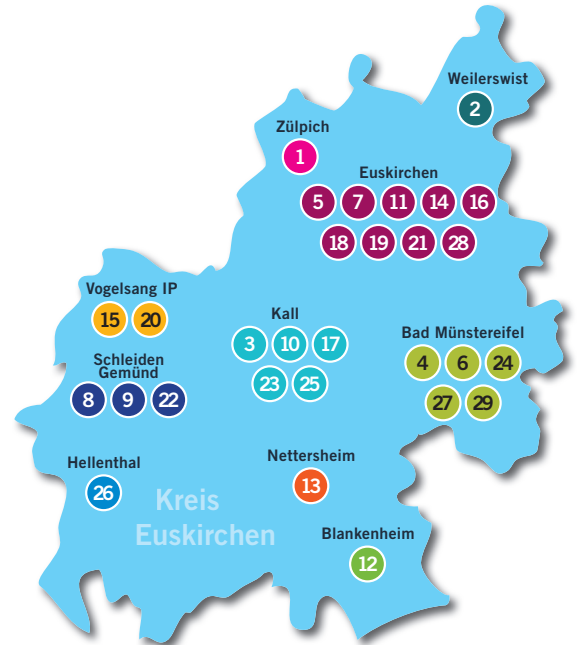 Weilerswist
2
Zülpich
1
Euskirchen
5 7 11 14 16
18 19 21 28
Vogelsang IP
15 20
Kall
3 10 17
23 25
Bad Münstereifel
4 6 24
27 29
Schleiden
Gemünd
8 9 22
Hellenthal
26
Nettersheim
13
Kreis
Euskirchen
Blankenheim
12